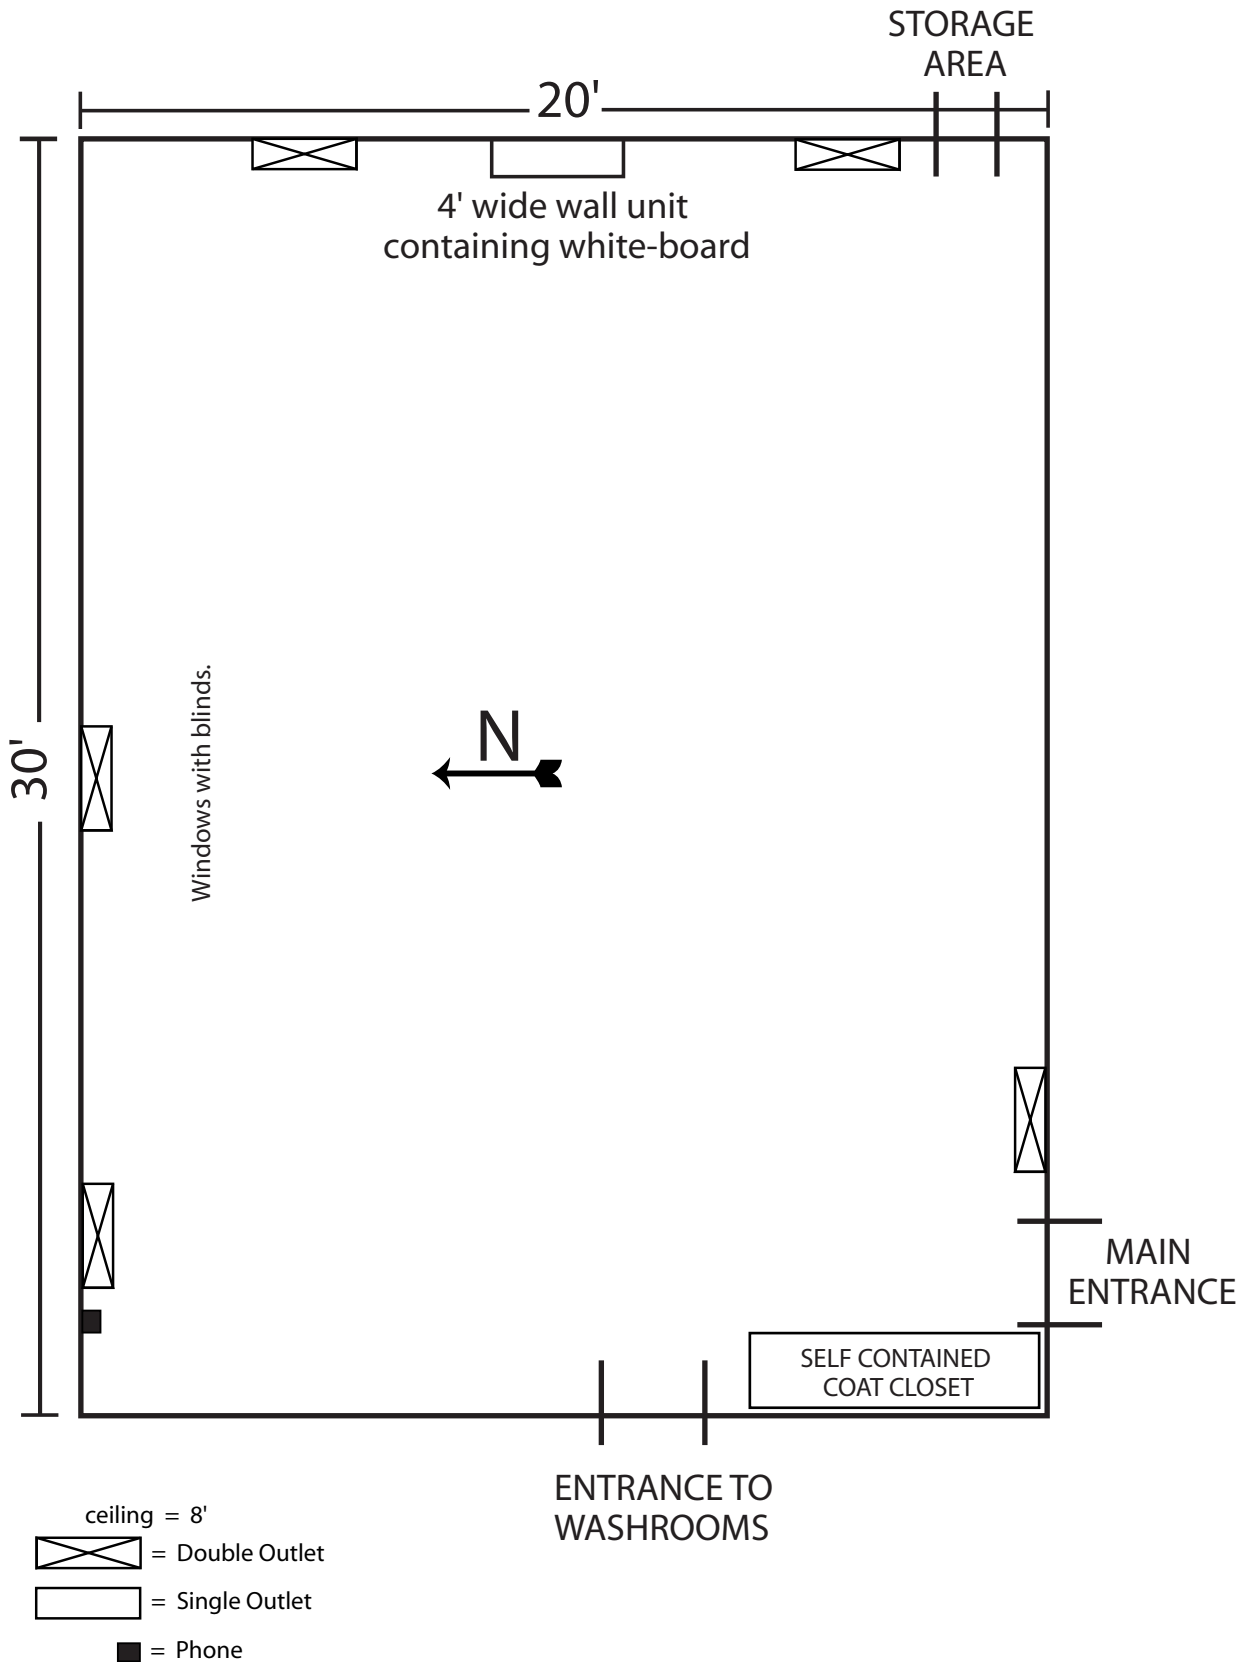 STORAGE
AREA
20'
4' wide wall unit
containing white-board
30'
Windows with blinds.
N
MAIN
ENTRANCE
SELF CONTAINED
COAT CLOSET
ENTRANCE TO
WASHROOMS
ceiling = 8'
= Double Outlet
= Single Outlet
= Phone